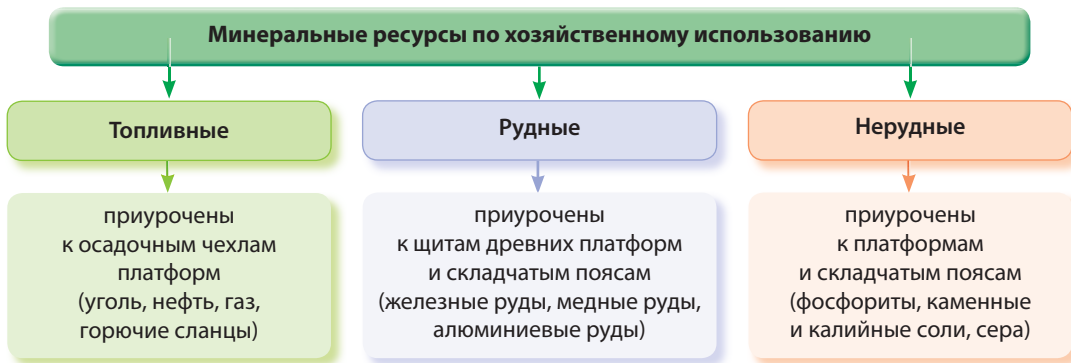 Минеральные ресурсы по хозяйственному использованию
Топливные
приурочены
к осадочным чехлам
платформ
(уголь, нефть, газ,
горючие сланцы)
Рудные
приурочены
к щитам древних платформ
и складчатым поясам
(железные руды, медные руды,
алюминиевые руды)
Нерудные
приурочены
к платформам
и складчатым поясам
(фосфориты, каменные
и калийные соли, сера)